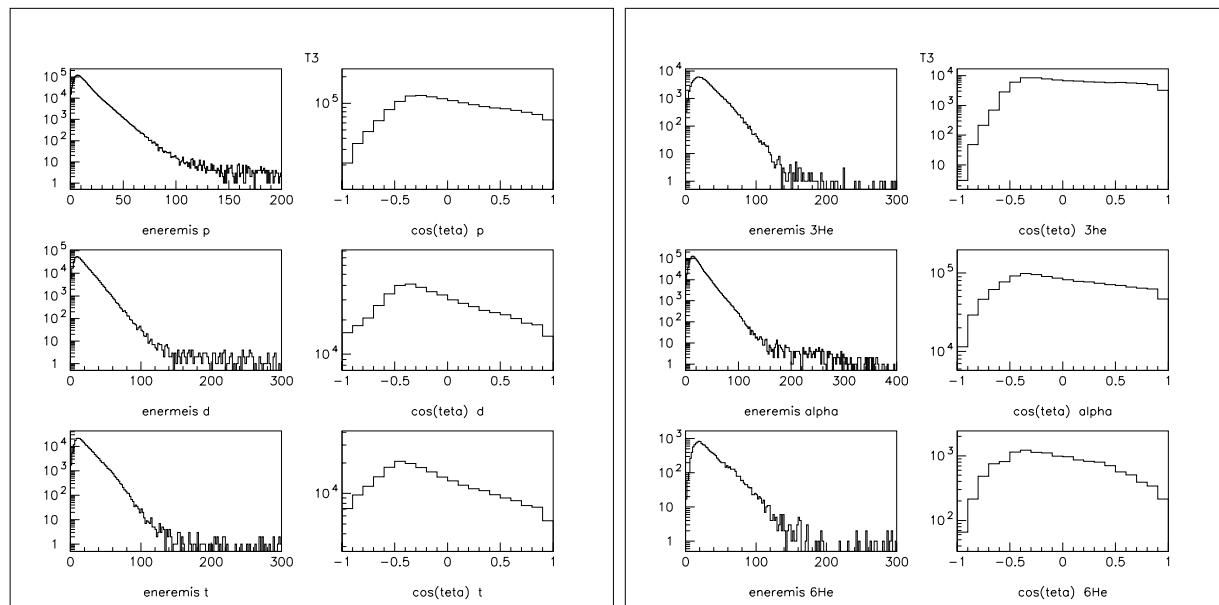 T3
10^5
10^4
10^3
10^2
10
1
0 50 100 150 200
eneremis p
10^5
-1 -0.5 0 0.5 1
cos(teta) p
10^5
10^4
10^3
10^2
10
1
0 100 200 300
enermeis d
10^4
-1 -0.5 0 0.5 1
cos(teta) d
10^4
10^3
10^2
10
1
0 100 200 300
eneremis t
10^4
-1 -0.5 0 0.5 1
cos(teta) t
T3
10^4
10^3
10^2
10
1
0 100 200 300
eneremis 3He
10^4
10^3
10^2
10
-1 -0.5 0 0.5 1
cos(teta) 3he
10^5
10^4
10^3
10^2
10
1
0 100 200 300 400
eneremis alpha
10^5
10^4
-1 -0.5 0 0.5 1
cos(teta) alpha
10^3
10^2
10
1
0 100 200 300
eneremis 6He
10^3
10^2
-1 -0.5 0 0.5 1
cos(teta) 6He